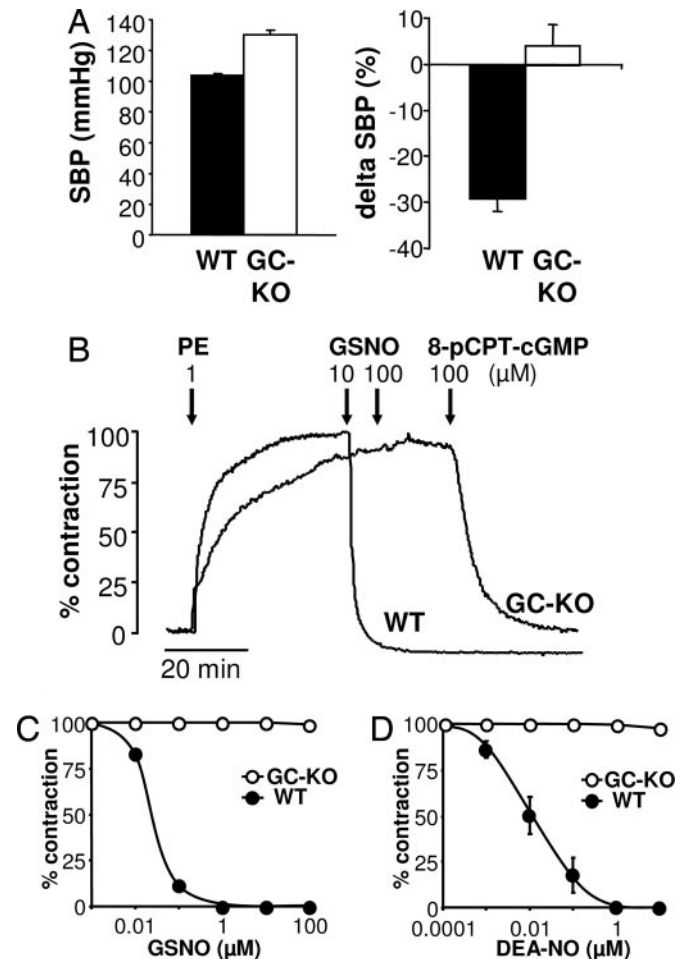 A
SBP (mmHg)
140
120
100
80
60
40
20
0
WT GC-
KO
delta SBP (%)
10
0
-10
-20
-30
-40
WT GC-
KO
B
PE GSNO 8-pCPT-cGMP
1 10 100 100 (µM)
% contraction
100
75
50
25
0
GC-KO
WT
20 min
C
% contraction
100
75
50
25
0
GC-KO
WT
0.01 1 100
GSNO (µM)
D
% contraction
100
75
50
25
0
GC-KO
WT
0.0001 0.01 1
DEA-NO (µM)